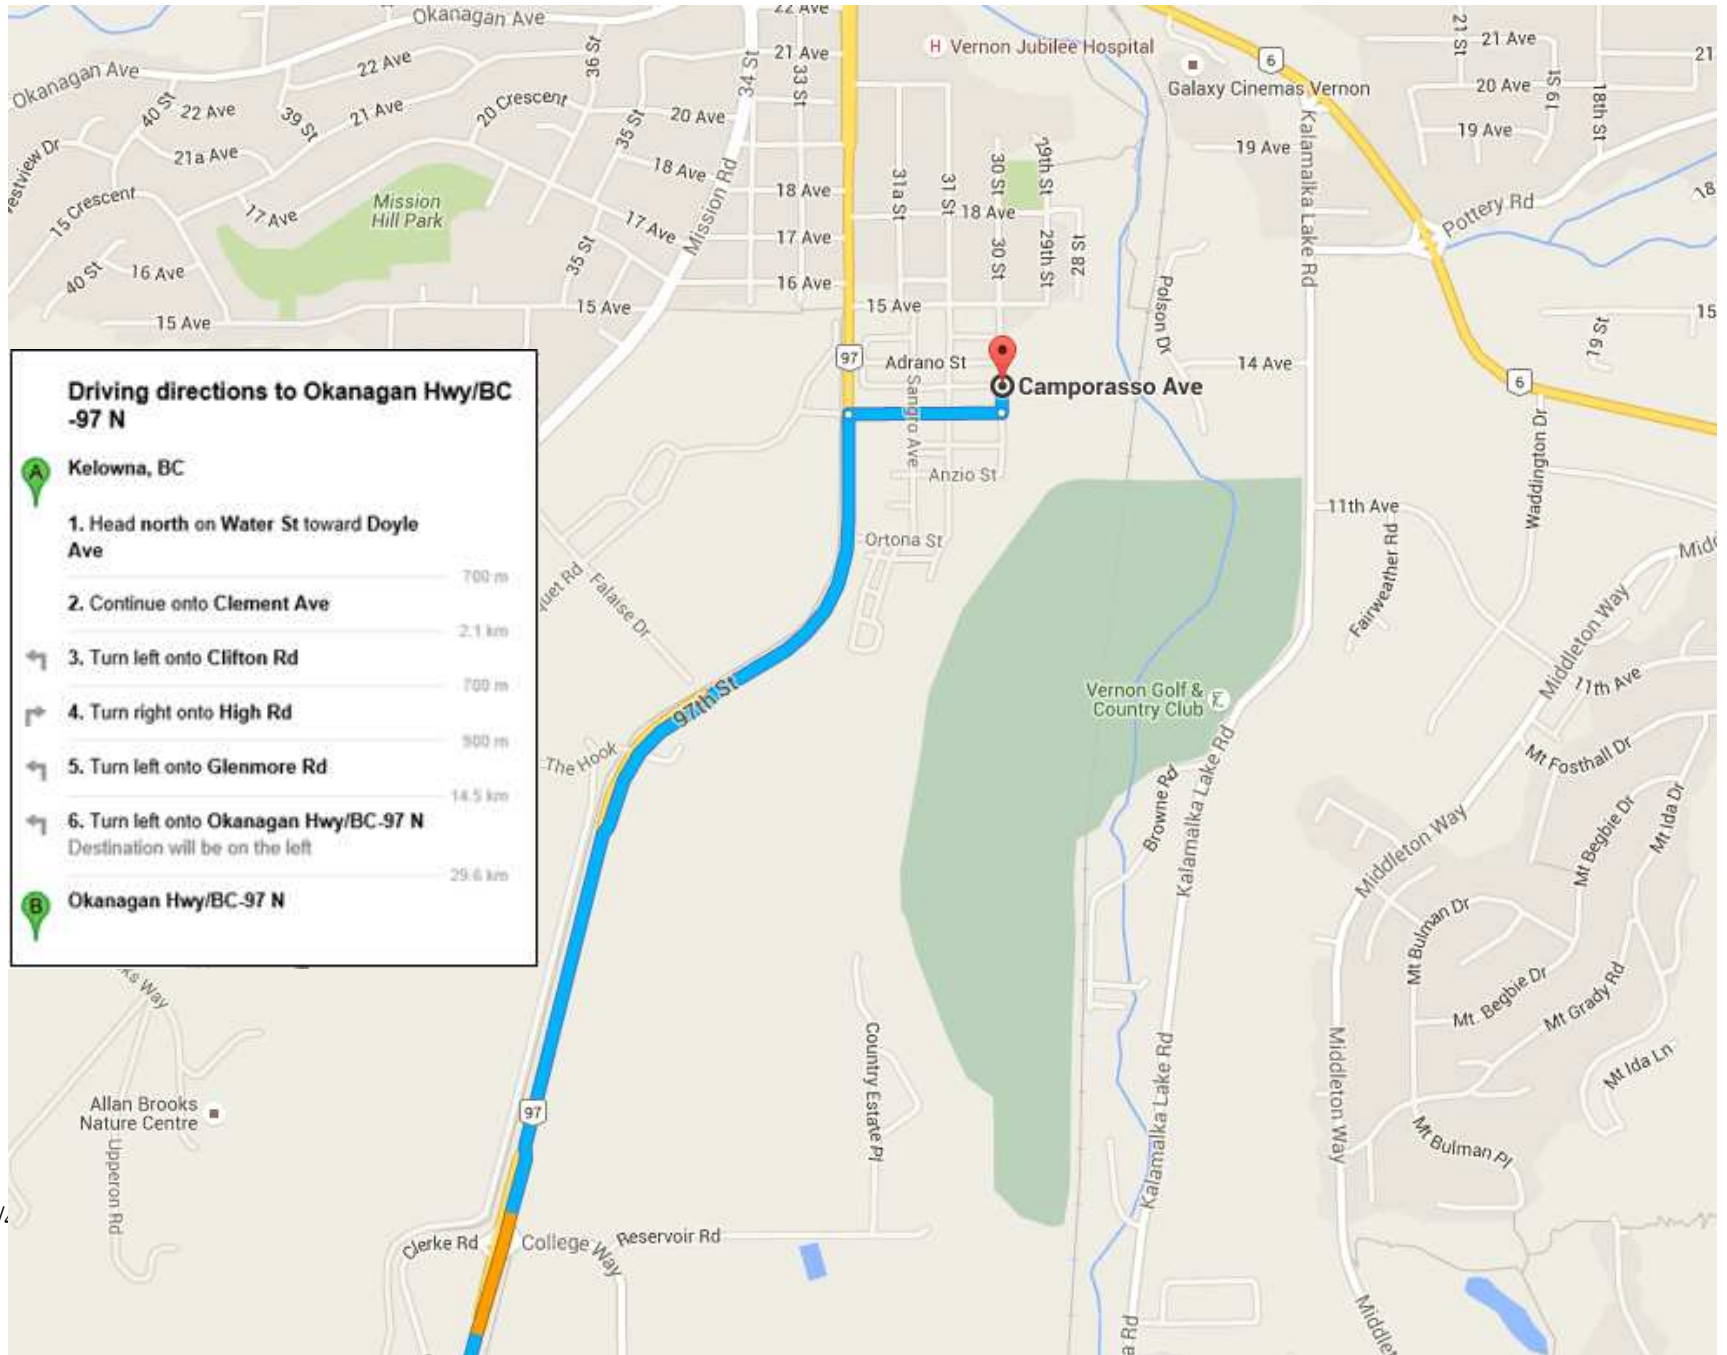 22 Ave
Okanagan Ave
Okanagan Ave
22 Ave
36 St
21 Ave
34 St
33 St
Vernon Jubilee Hospital
H
6
Galaxy Cinemas Vernon
21 St
21 Ave
20 Ave
19 St
18th St
21
40 St
22 Ave
39 St
21 Ave
20 Crescent
35 St
20 Ave
19 Ave
19 Ave
21a Ave
18 Ave
Mission Rd
18 Ave
31a St
31 St
30 St
29th St
18 Ave
Kalamalka Lake Rd
Pottery Rd
18
15 Crescent
17 Ave
Mission
Hill Park
17 Ave
17 Ave
30 St
29th St
28 St
40 St
16 Ave
35 St
16 Ave
Polson Dr
15 Ave
15 Ave
15 Ave
15
97
Adrano St
14 Ave
6
Camporasso Ave
Sangro Ave
Anzio St
Waddington Dr
11th Ave
Ortona St
Fairweather Rd
Falaise Dr
Middleton Way
11th Ave
Vernon Golf &
Country Club
97th St
The Hook
Mt Fosthall Dr
Browne Rd
Kalamalka Lake Rd
Middleton Way
Mt Begbie Dr
Mt Ida Dr
Driving directions to Okanagan Hwy/BC
-97 N
A
Kelowna, BC
1. Head north on Water St toward Doyle
Ave
700 m
2. Continue onto Clement Ave
2.1 km
3. Turn left onto Clifton Rd
700 m
4. Turn right onto High Rd
900 m
5. Turn left onto Glenmore Rd
14.5 km
6. Turn left onto Okanagan Hwy/BC-97 N
Destination will be on the left
29.6 km
B
Okanagan Hwy/BC-97 N
Mt Bulman Dr
Mt. Begbie Dr
Mt Grady Rd
Mt Ida Ln
ks Way
Country Estate Pl
Kalamalka Lake Rd
Middleton Way
Allan Brooks
Nature Centre
97
Upperon Rd
Mt Bulman Pl
Clerke Rd
College Way
Reservoir Rd
a Rd